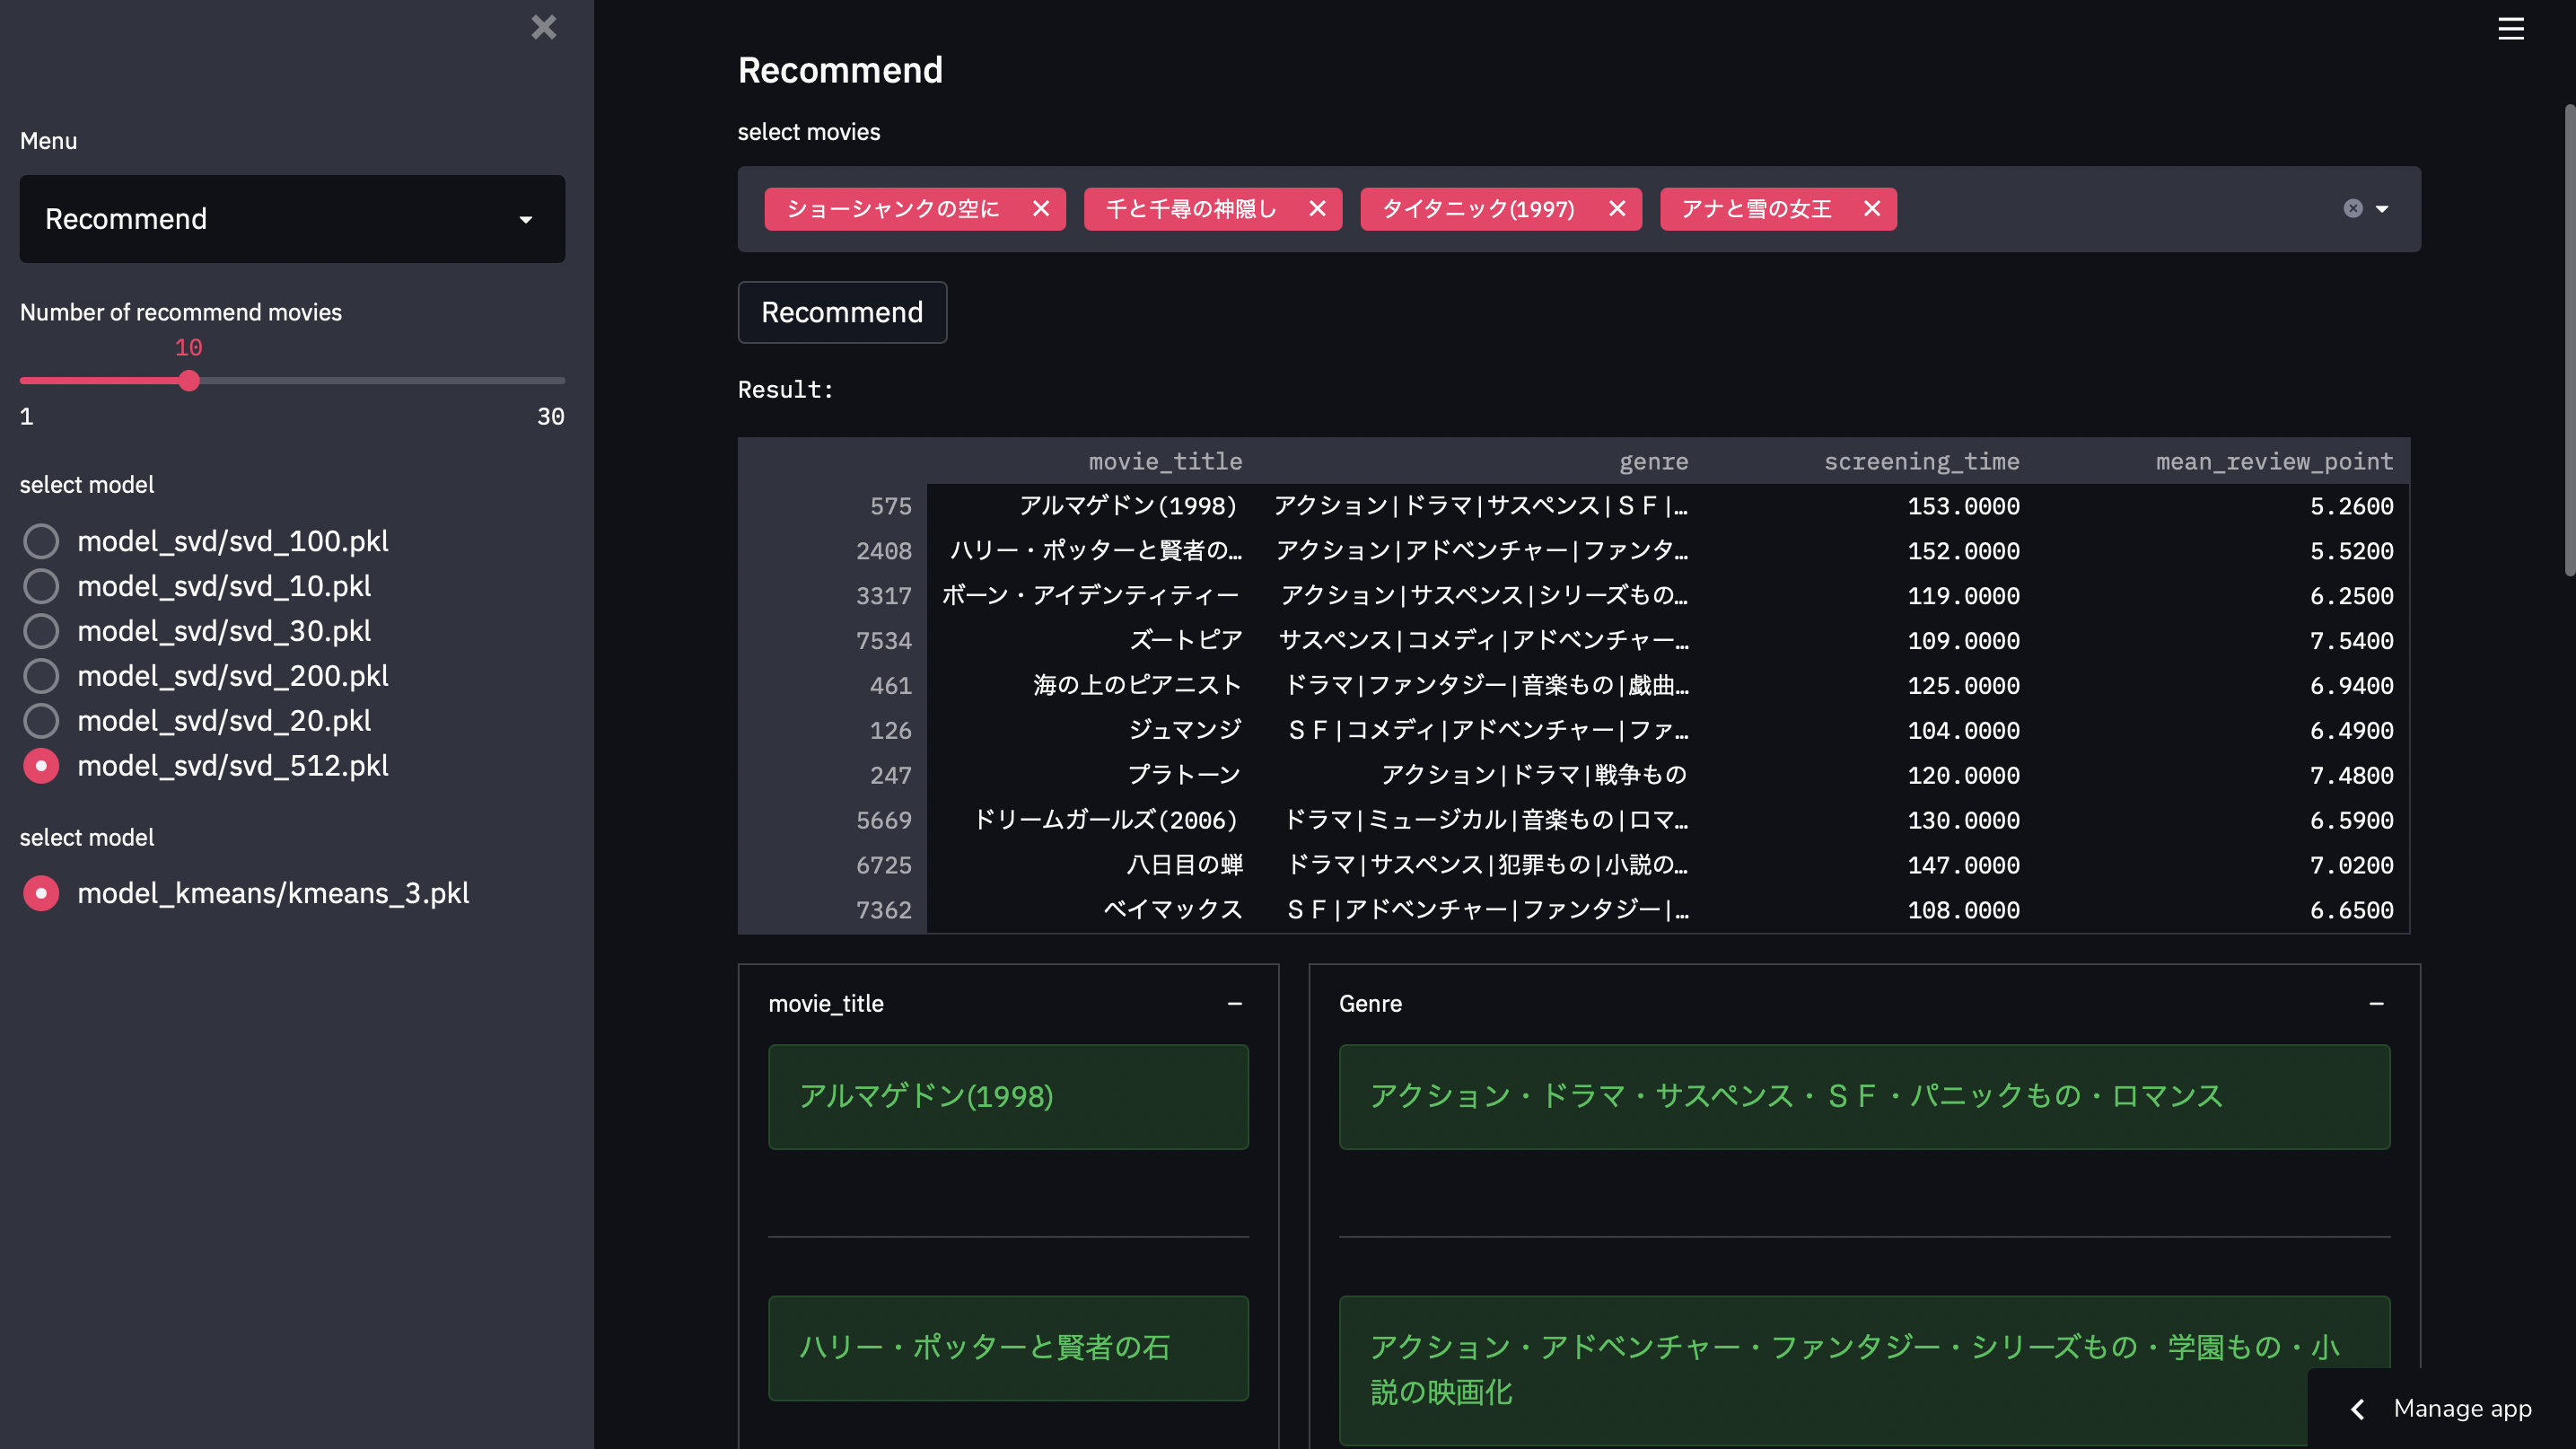 Menu
Recommend
Number of recommend movies
10
1 30
select model
model_svd/svd_100.pkl
model_svd/svd_10.pkl
model_svd/svd_30.pkl
model_svd/svd_200.pkl
model_svd/svd_20.pkl
model_svd/svd_512.pkl
select model
model_kmeans/kmeans_3.pkl
Recommend
select movies
ショーシャンクの空に 千と千尋の神隠し タイタニック(1997) アナと雪の女王
Recommend
Result:
movie_title genre screening_time mean_review_point
575 アルマゲドン(1998) アクション|ドラマ|サスペンス|ＳＦ|… 153.0000 5.2600
2408 ハリー・ポッターと賢者の… アクション|アドベンチャー|ファンタ… 152.0000 5.5200
3317 ボーン・アイデンティティー アクション|サスペンス|シリーズもの… 119.0000 6.2500
7534 ズートピア サスペンス|コメディ|アドベンチャー… 109.0000 7.5400
461 海の上のピアニスト ドラマ|ファンタジー|音楽もの|戯曲… 125.0000 6.9400
126 ジュマンジ ＳＦ|コメディ|アドベンチャー|ファ… 104.0000 6.4900
247 プラトーン アクション|ドラマ|戦争もの 120.0000 7.4800
5669 ドリームガールズ(2006) ドラマ|ミュージカル|音楽もの|ロマ… 130.0000 6.5900
6725 八日目の蝉 ドラマ|サスペンス|犯罪もの|小説の… 147.0000 7.0200
7362 ベイマックス ＳＦ|アドベンチャー|ファンタジー|… 108.0000 6.6500
movie_title
アルマゲドン(1998)
ハリー・ポッターと賢者の石
Genre
アクション・ドラマ・サスペンス・ＳＦ・パニックもの・ロマンス
アクション・アドベンチャー・ファンタジー・シリーズもの・学園もの・小
説の映画化
Manage app